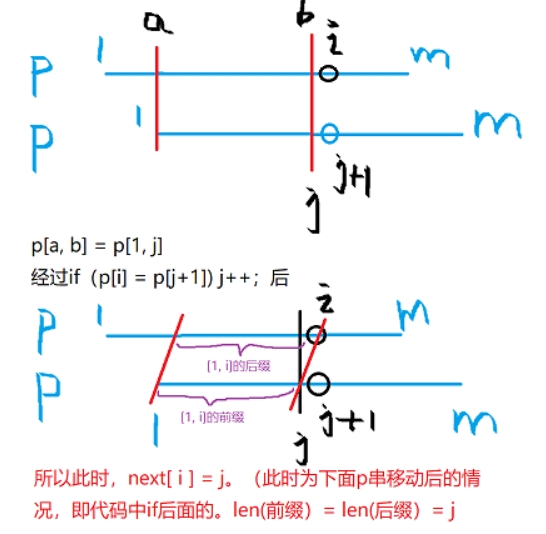 a b
1 i m
P
1 m
P
j j+1
p[a, b] = p[1, j]
经过if（p[i] = p[j+1]) j++；后
1 i m
P
[1, i]的后缀
P
[1, i]的前缀
1 j j+1 m
所以此时，next[ i ] = j。（此时为下面p串移动后的情
况，即代码中if后面的。len(前缀）= len(后缀）= j